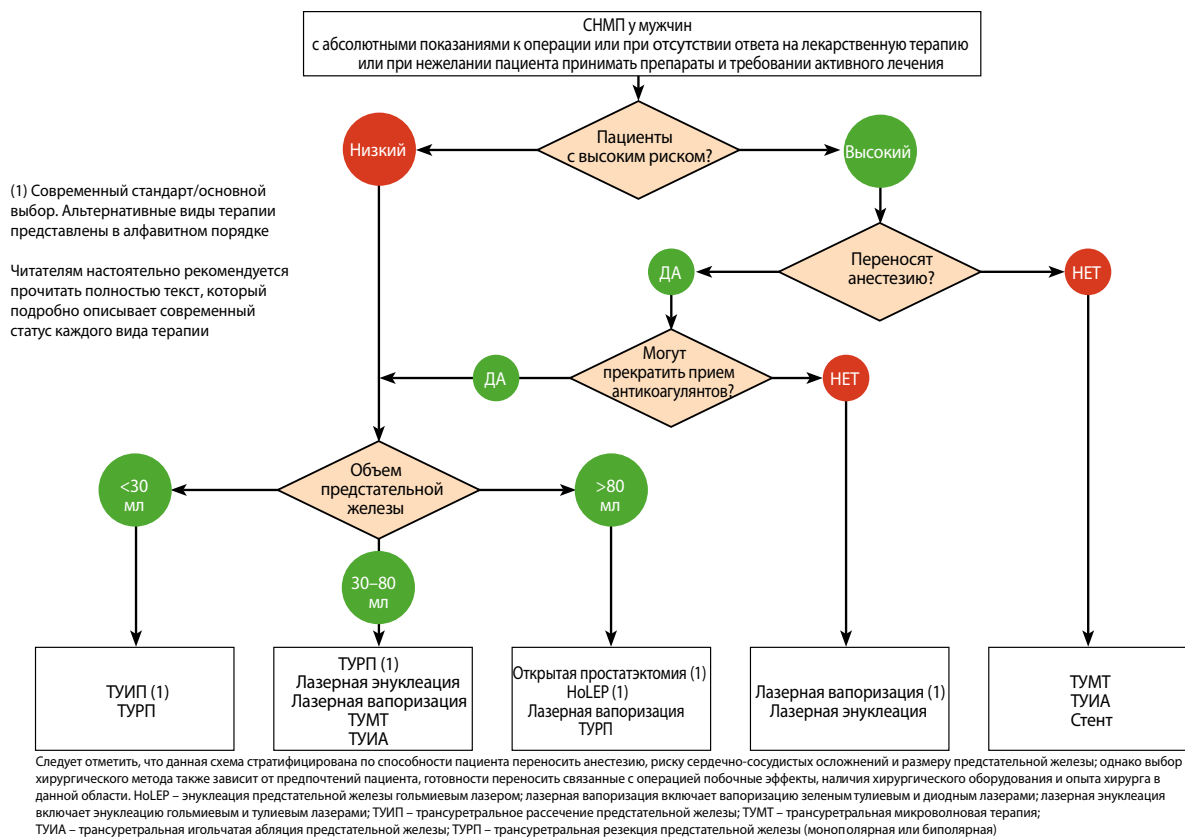 СНМП у мужчин
с абсолютными показаниями к операции или при отсутствии ответа на лекарственную терапию
или при нежелании пациента принимать препараты и требовании активного лечения
Низкий
Пациенты
с высоким риском?
Высокий
(1) Современный стандарт/основной
выбор. Альтернативные виды терапии
представлены в алфавитном порядке
Читателям настоятельно рекомендуется
прочитать полностью текст, который
подробно описывает современный
статус каждого вида терапии
ДА
Переносят
анестезию?
НЕТ
ДА
Могут
прекратить прием
антикоагулянтов?
НЕТ
<30
мл
Объем
предстательной
железы
>80
мл
30–80
мл
ТУИП (1)
ТУРП
ТУРП (1)
Лазерная энуклеация
Лазерная вапоризация
ТУМТ
ТУИА
Открытая простатэктомия (1)
HoLEP (1)
Лазерная вапоризация
ТУРП
Лазерная вапоризация (1)
Лазерная энуклеация
ТУМТ
ТУИА
Стент
Следует отметить, что данная схема стратифицирована по способности пациента переносить анестезию, риску сердечно-сосудистых осложнений и размеру предстательной железы; однако выбор
хирургического метода также зависит от предпочтений пациента, готовности переносить связанные с операцией побочные эффекты, наличия хирургического оборудования и опыта хирурга в
данной области. HoLEP – энуклеация предстательной железы гольмиевым лазером; лазерная вапоризация включает вапоризацию зеленым тулиевым и диодным лазерами; лазерная энуклеация
включает энуклеацию гольмиевым и тулиевым лазерами; ТУИП – трансуретральное рассечение предстательной железы; ТУМТ – трансуретральная микроволновая терапия;
ТУИА – трансуретральная игольчатая абляция предстательной железы; ТУРП – трансуретральная резекция предстательной железы (монополярная или биполярная)